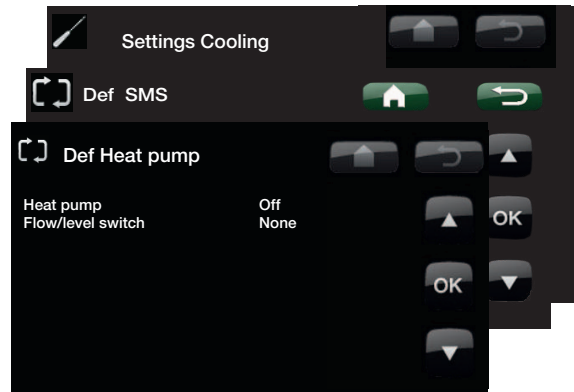 Settings Cooling
Def SMS
Def Heat pump
Heat pump Off
Flow/level switch None
OK
OK